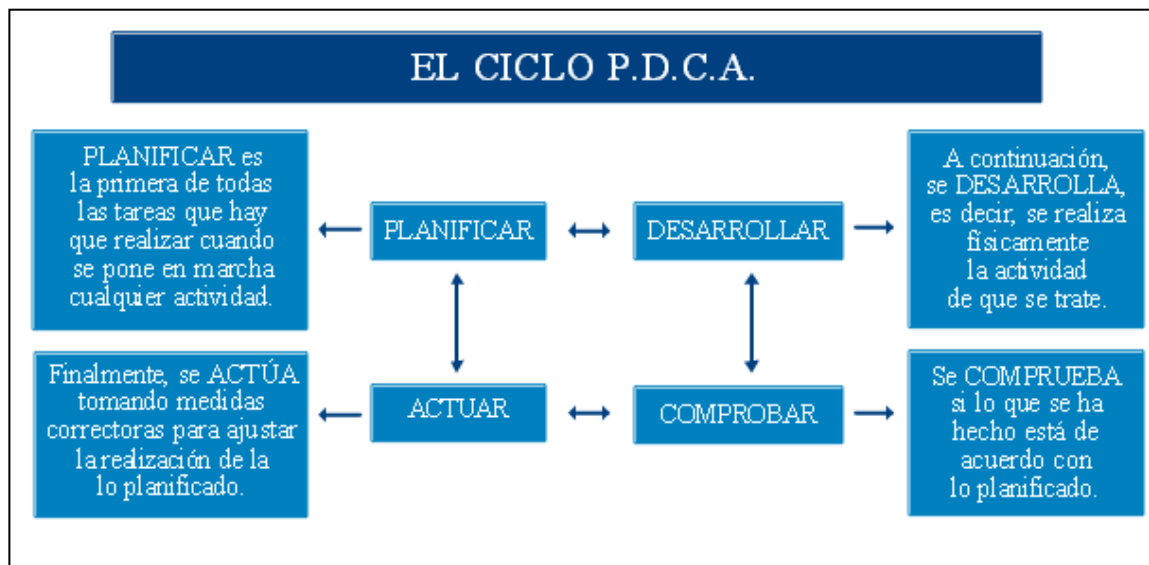 EL CICLO P.D.C.A.
PLANIFICAR es
la primera de todas
las tareas que hay
que realizar cuando
se pone en marcha
cualquier actividad.
PLANIFICAR
DESARROLLAR
A continuación,
se DESARROLLA,
es decir, se realiza
físicamente
la actividad
de que se trate.
Finalmente, se ACTÚA
tomando medidas
correctoras para ajustar
la realización de la
lo planificado.
ACTUAR
COMPROBAR
Se COMPRUEBA
si lo que se ha
hecho está de
acuerdo con
lo planificado.